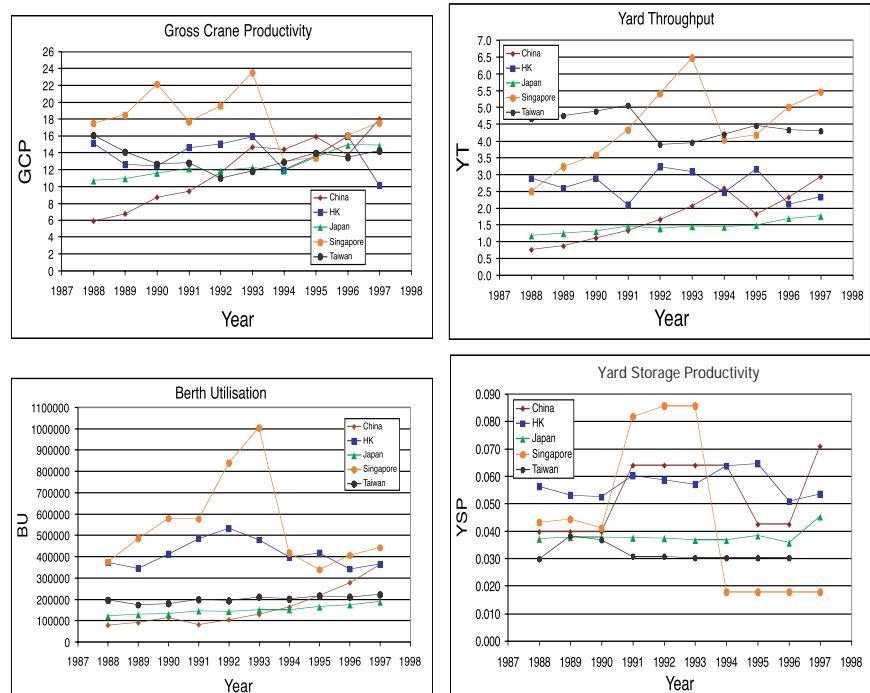 Gross Crane Productivity
GCP
26
24
22
20
18
16
14
12
10
8
6
4
2
0
China
HK
Japan
Singapore
Taiwan
1987 1988 1989 1990 1991 1992 1993 1994 1995 1996 1997 1998
Year
Yard Throughput
YT
7.0
6.5
6.0
5.5
5.0
4.5
4.0
3.5
3.0
2.5
2.0
1.5
1.0
0.5
0.0
China
HK
Japan
Singapore
Taiwan
1987 1988 1989 1990 1991 1992 1993 1994 1995 1996 1997 1998
Year
Berth Utilisation
BU
1100000
1000000
900000
800000
700000
600000
500000
400000
300000
200000
100000
0
China
HK
Japan
Singapore
Taiwan
1987 1988 1989 1990 1991 1992 1993 1994 1995 1996 1997 1998
Year
Yard Storage Productivity
YSP
0.090
0.080
0.070
0.060
0.050
0.040
0.030
0.020
0.010
0.000
China
HK
Japan
Singapore
Taiwan
1987 1988 1989 1990 1991 1992 1993 1994 1995 1996 1997 1998
Year